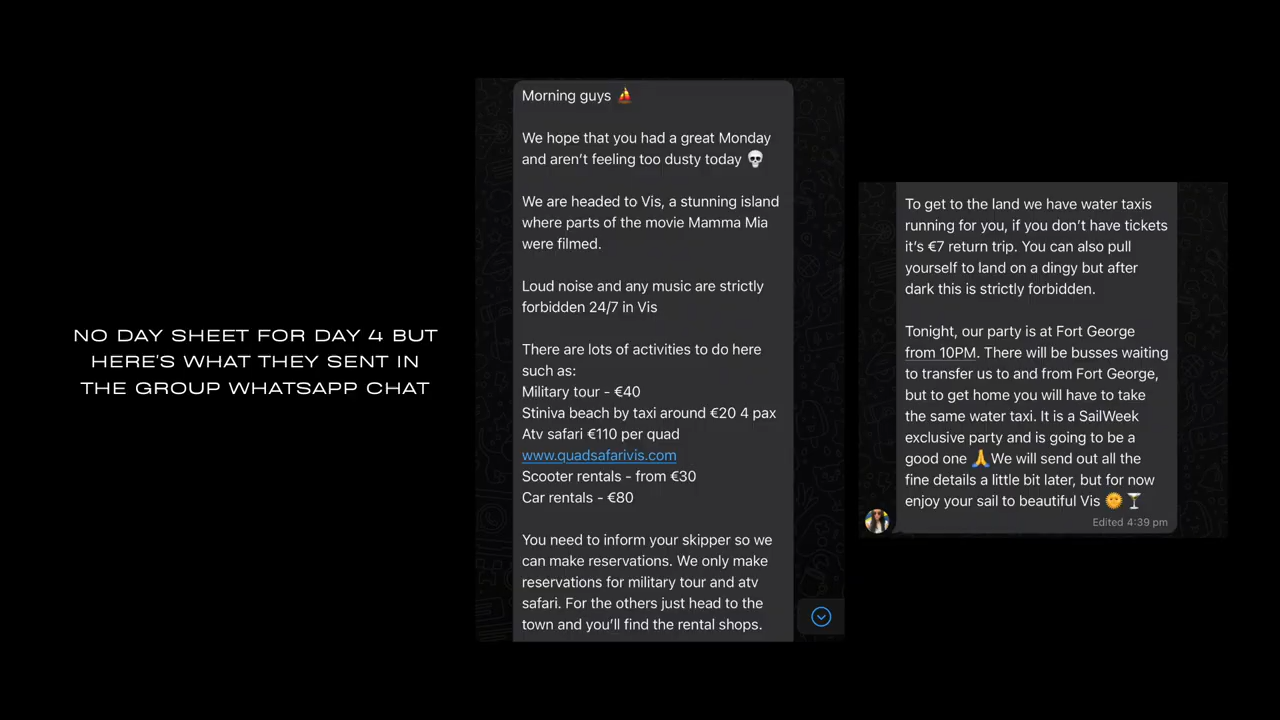 NO DAY SHEET FOR DAY 4 BUT
HERE'S WHAT THEY SENT IN
THE GROUP WHATSAPP CHAT
Morning guys ⛵
We hope that you had a great Monday
and aren’t feeling too dusty today 💀
We are headed to Vis, a stunning island
where parts of the movie Mamma Mia
were filmed.
Loud noise and any music are strictly
forbidden 24/7 in Vis
There are lots of activities to do here
such as:
Military tour - €40
Stiniva beach by taxi around €20 4 pax
Atv safari €110 per quad
www.quadsafarivis.com
Scooter rentals - from €30
Car rentals - €80
You need to inform your skipper so we
can make reservations. We only make
reservations for military tour and atv
safari. For the others just head to the
town and you’ll find the rental shops.
To get to the land we have water taxis
running for you, if you don’t have tickets
it’s €7 return trip. You can also pull
yourself to land on a dingy but after
dark this is strictly forbidden.
Tonight, our party is at Fort George
from 10PM. There will be busses waiting
to transfer us to and from Fort George,
but to get home you will have to take
the same water taxi. It is a SailWeek
exclusive party and is going to be a
good one 🙏We will send out all the
fine details a little bit later, but for now
enjoy your sail to beautiful Vis 🌞🍸
Edited 4:39 pm